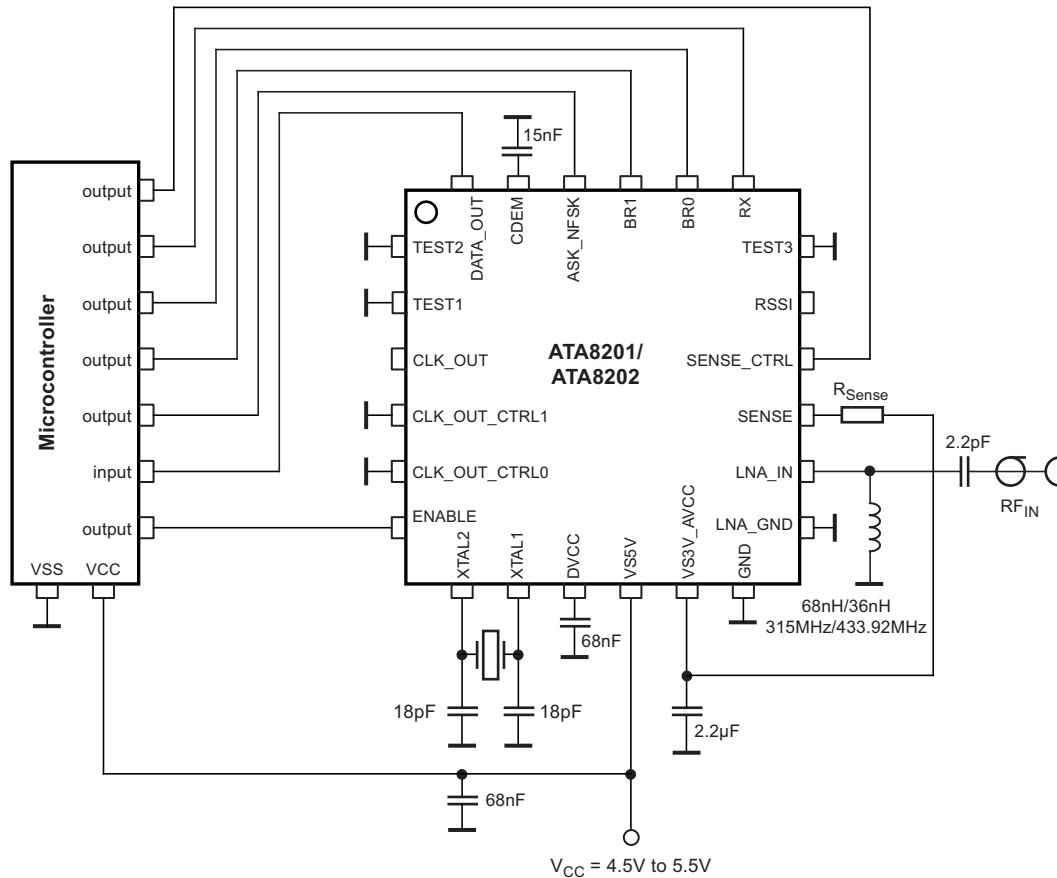 15nF
output
output
output
output
output
input
output
Microcontroller
VSS
VCC
DATA_OUT
CDEM
ASK_NFSK
BR1
BR0
RX
TEST2
TEST1
CLK_OUT
CLK_OUT_CTRL1
CLK_OUT_CTRL0
ENABLE
ATA8201/
ATA8202
TEST3
RSSI
SENSE_CTRL
SENSE
LNA_IN
LNA_GND
XTAL2
XTAL1
DVCC
VS5V
VS3V_AVCC
GND
RSense
2.2pF
RFIN
68nH/36nH
315MHz/433.92MHz
68nF
18pF
18pF
2.2µF
68nF
VCC = 4.5V to 5.5V